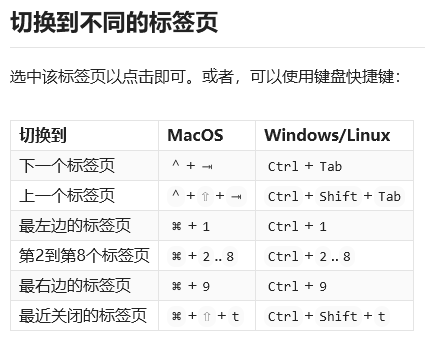 切换到不同的标签页
选中该标签页以点击即可。或者，可以使用键盘快捷键：
切换到 MacOS Windows/Linux
下一个标签页 ^ + ⇥ Ctrl + Tab
上一个标签页 ^ + ⇧ + ⇥ Ctrl + Shift + Tab
最左边的标签页 ⌘ + 1 Ctrl + 1
第2到第8个标签页 ⌘ + 2 .. 8 Ctrl + 2 .. 8
最右边的标签页 ⌘ + 9 Ctrl + 9
最近关闭的标签页 ⌘ + ⇧ + t Ctrl + Shift + t